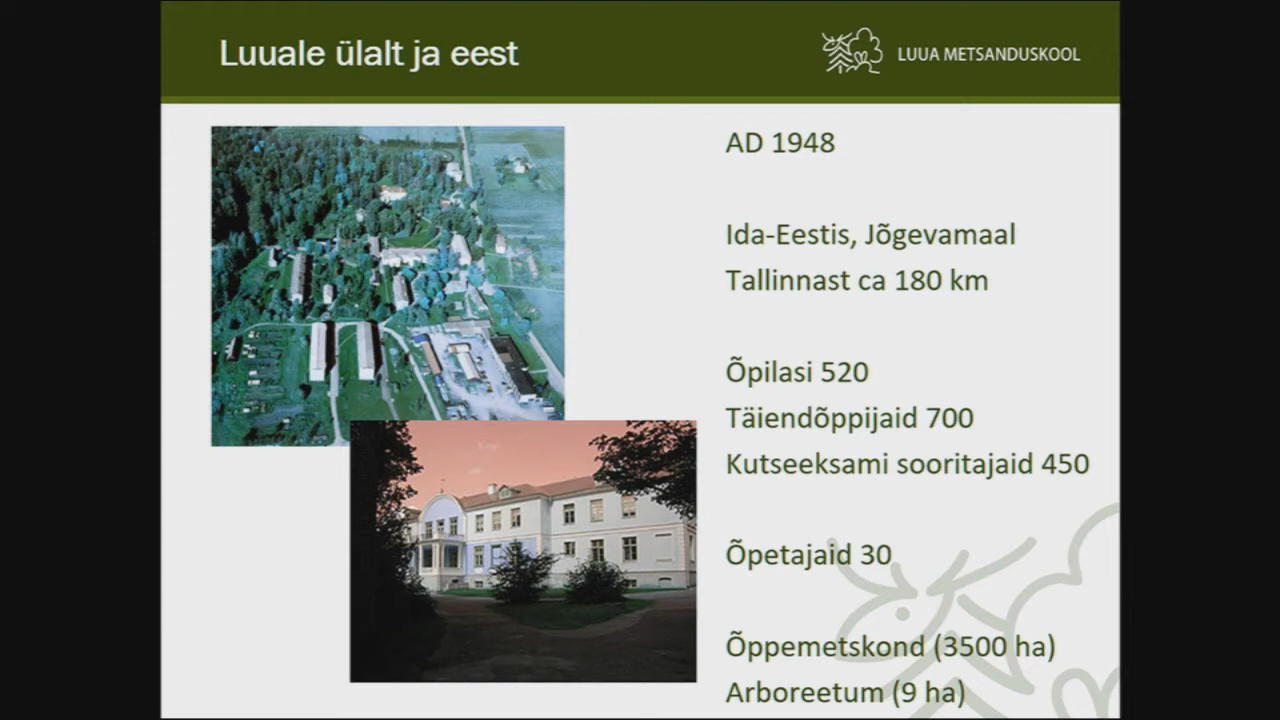 Luuale ülalt ja eest
LUUA METSANDUSKOOL
AD 1948
Ida-Eestis, Jõgevamaal
Tallinnast ca 180 km
Õpilasi 520
Täiendõppijaid 700
Kutseeksami sooritajaid 450
Õpetajaid 30
Õppemetskond (3500 ha)
Arboreetum (9 ha)